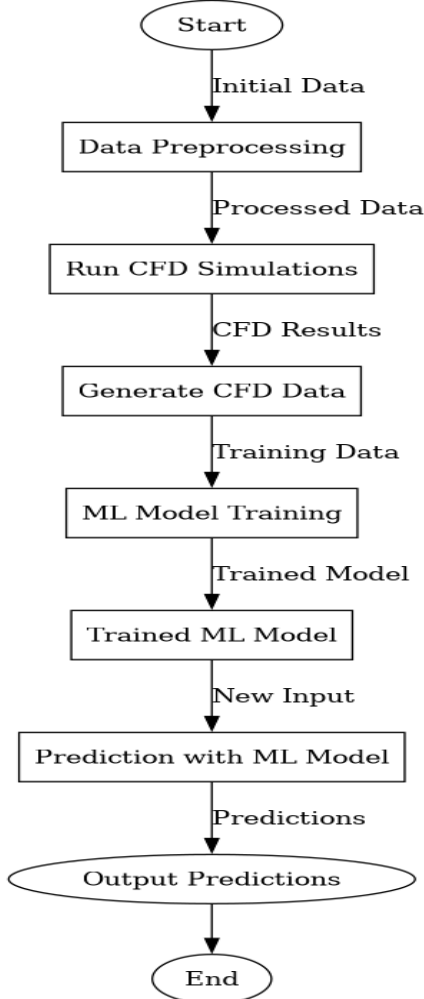 Start
Initial Data
Data Preprocessing
Processed Data
Run CFD Simulations
CFD Results
Generate CFD Data
Training Data
ML Model Training
Trained Model
Trained ML Model
New Input
Prediction with ML Model
Predictions
Output Predictions
End